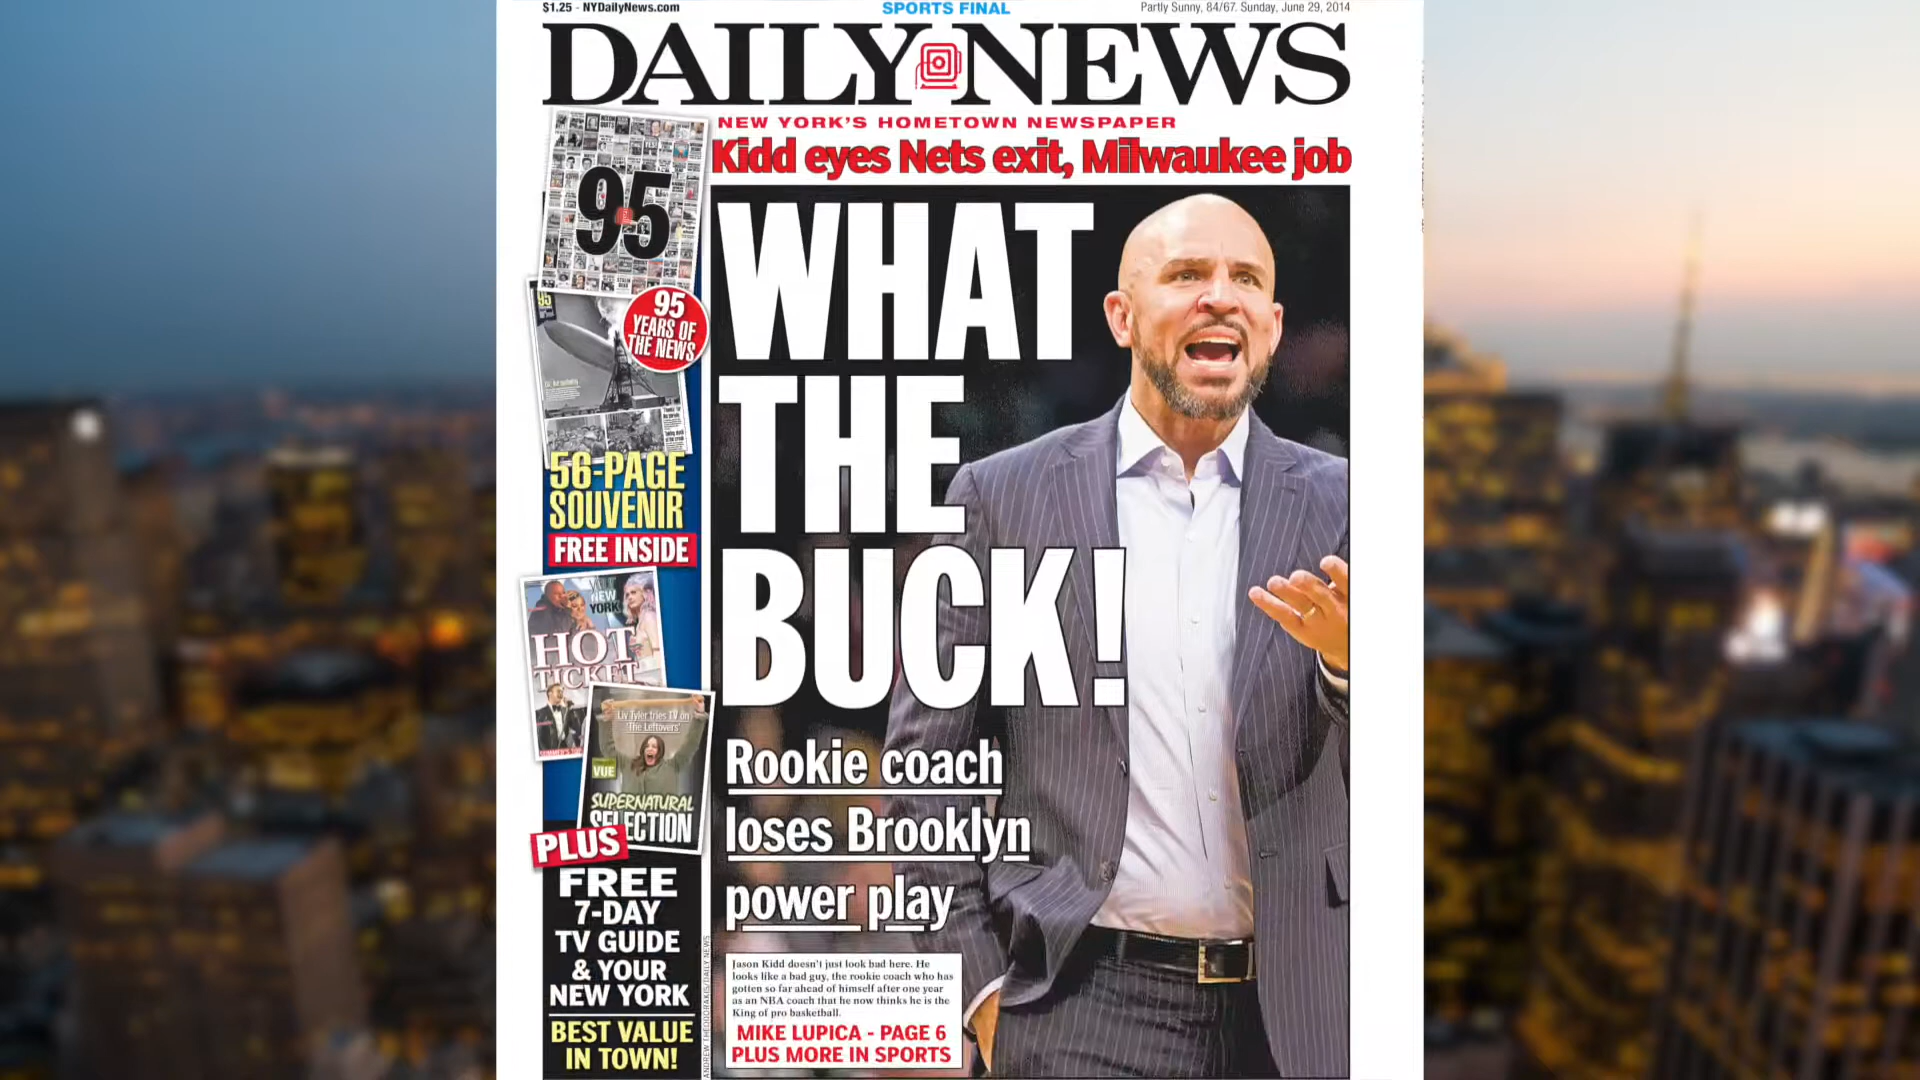 $1.25 - NYDailyNews.com
SPORTS FINAL
Partly Sunny, 84/67. Sunday, June 29, 2014
DAILY NEWS
NEW YORK'S HOMETOWN NEWSPAPER
Kidd eyes Nets exit, Milwaukee job
95
95
YEARS OF
THE NEWS
56-PAGE
SOUVENIR
FREE INSIDE
NEW
YORK
HOT
TICKET
Liv Tyler tries TV on
'The Leftovers'
VUE
SUPERNATURAL
SELECTION
PLUS
FREE
7-DAY
TV GUIDE
& YOUR
NEW YORK
BEST VALUE
IN TOWN!
WHAT
THE
BUCK!
Rookie coach
loses Brooklyn
power play
Jason Kidd doesn't just look bad here. He
looks like a bad guy, the rookie coach who has
gotten so far ahead of himself after one year
as an NBA coach that he now thinks he is the
King of pro basketball.
MIKE LUPICA - PAGE 6
PLUS MORE IN SPORTS
ANDREW THEODORAKIS/DAILY NEWS